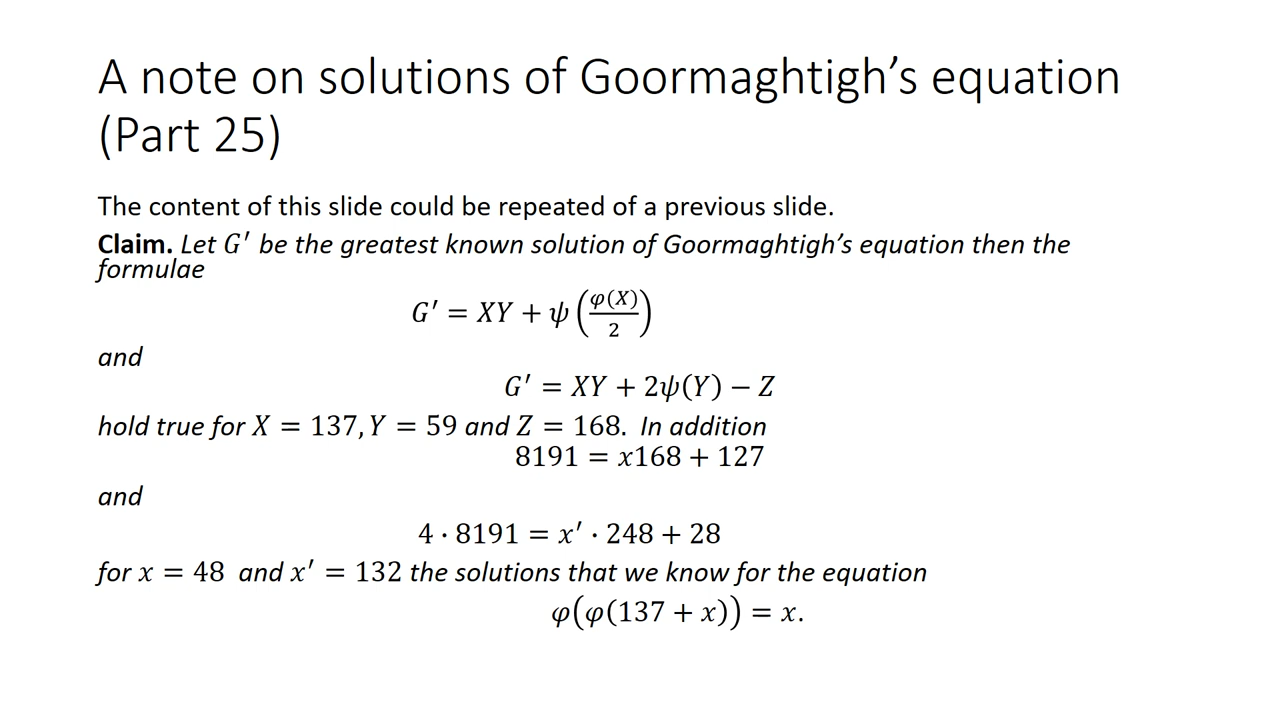 A note on solutions of Goormaghtigh’s equation
(Part 25)
The content of this slide could be repeated of a previous slide.
Claim. Let G′ be the greatest known solution of Goormaghtigh’s equation then the
formulae
G′ = XY + ψ(φ(X)/2)
and
G′ = XY + 2ψ(Y) − Z
hold true for X = 137, Y = 59 and Z = 168. In addition
8191 = x168 + 127
and
4 · 8191 = x′ · 248 + 28
for x = 48 and x′ = 132 the solutions that we know for the equation
φ(φ(137 + x)) = x.